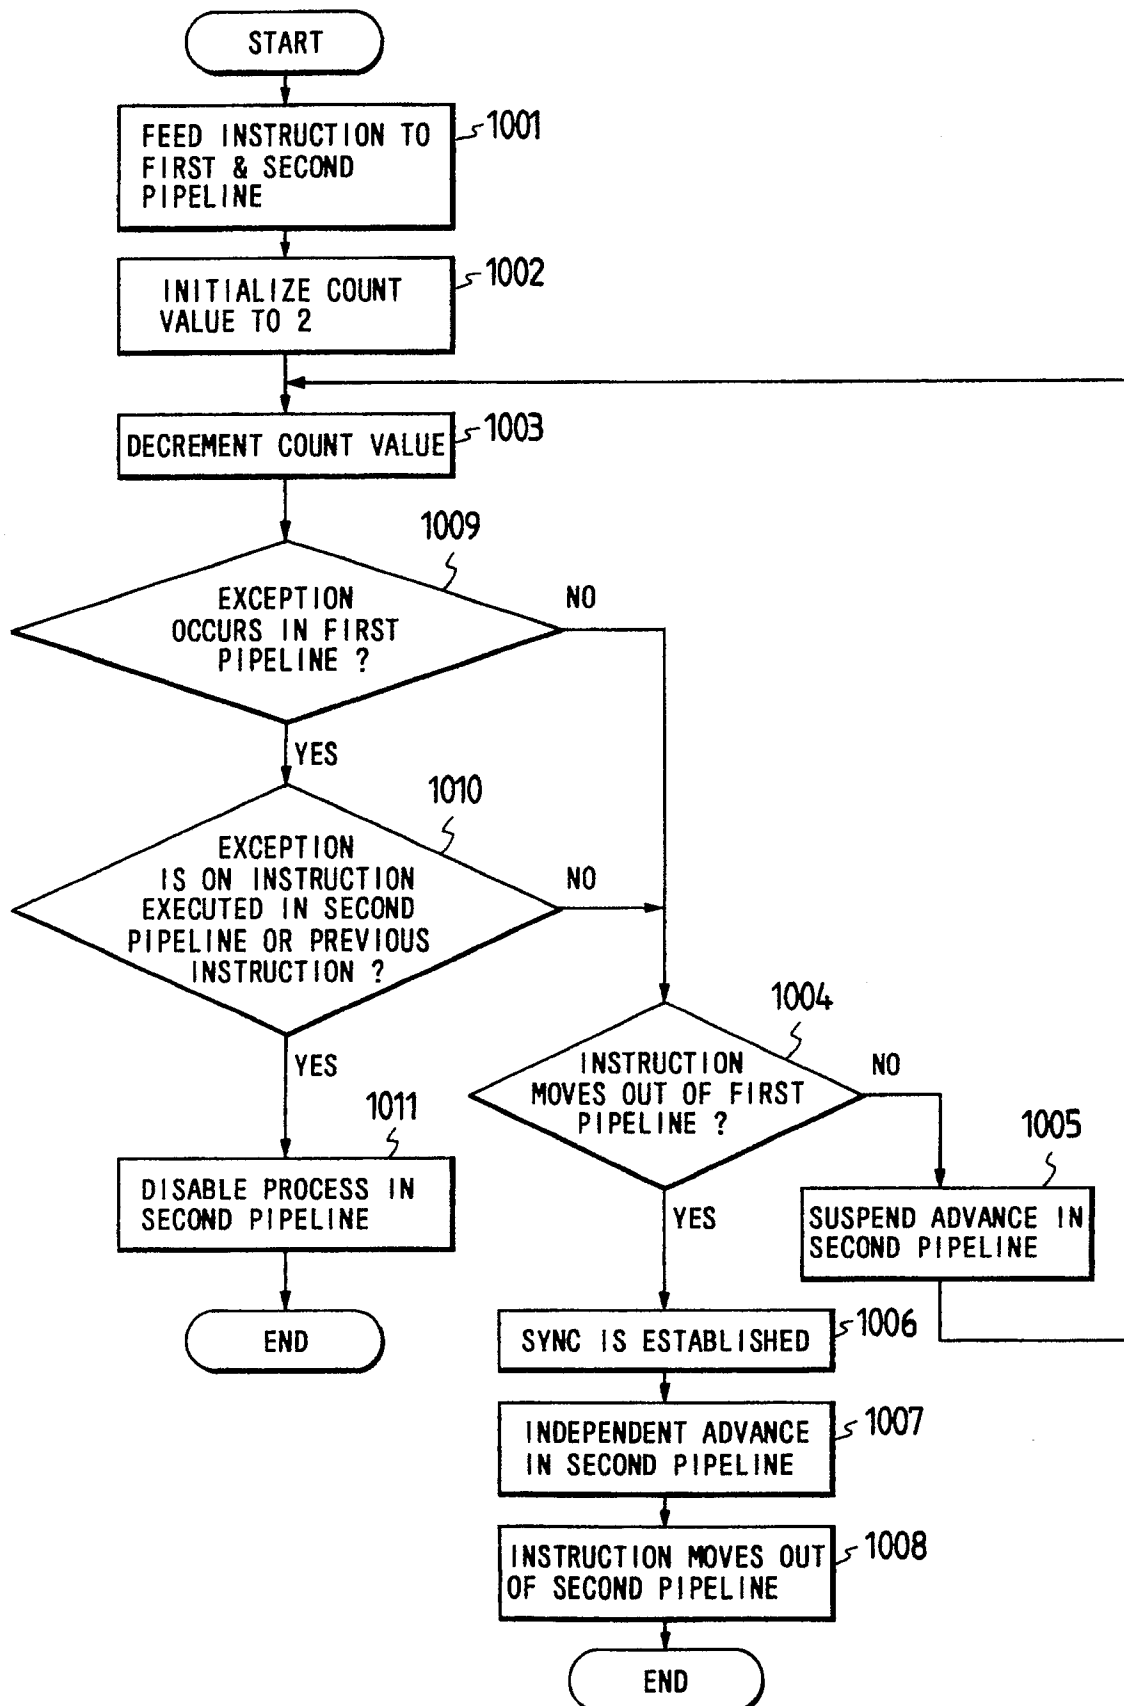 START
1001
FEED INSTRUCTION TO
FIRST & SECOND
PIPELINE
1002
INITIALIZE COUNT
VALUE TO 2
1003
DECREMENT COUNT VALUE
1009
EXCEPTION
OCCURS IN FIRST
PIPELINE ?
NO
YES
1010
EXCEPTION
IS ON INSTRUCTION
EXECUTED IN SECOND
PIPELINE OR PREVIOUS
INSTRUCTION ?
NO
YES
1011
DISABLE PROCESS IN
SECOND PIPELINE
END
1004
INSTRUCTION
MOVES OUT OF FIRST
PIPELINE ?
NO
YES
1005
SUSPEND ADVANCE IN
SECOND PIPELINE
1006
SYNC IS ESTABLISHED
1007
INDEPENDENT ADVANCE
IN SECOND PIPELINE
1008
INSTRUCTION MOVES OUT
OF SECOND PIPELINE
END